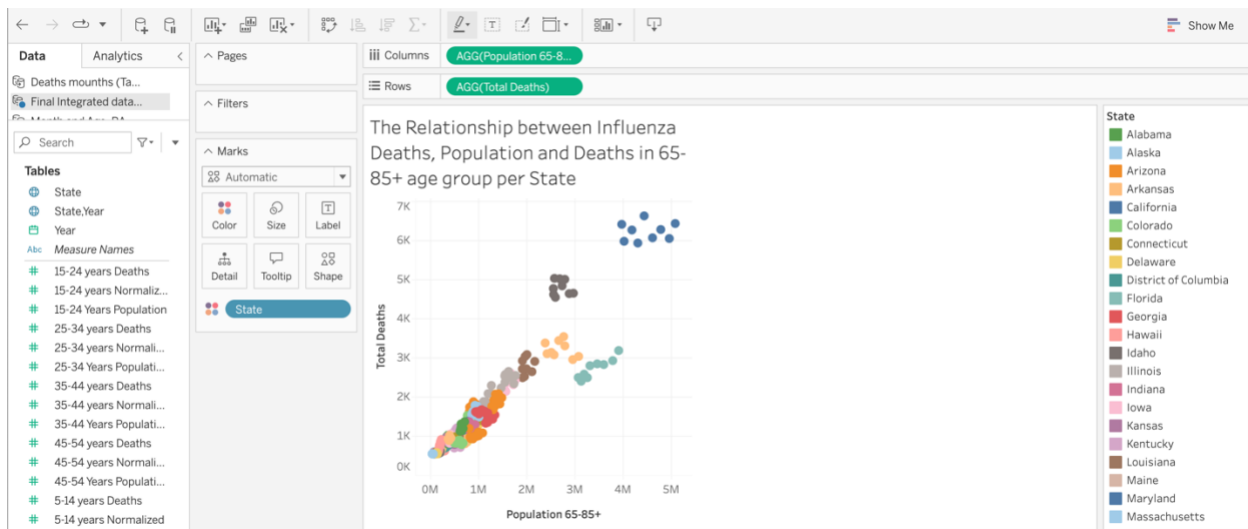 Show Me
Data
Analytics
Deaths mounths (Ta...
Final Integrated data...
Search
Tables
State
State,Year
Year
Abc Measure Names
15-24 years Deaths
15-24 years Normaliz...
15-24 Years Population
25-34 years Deaths
25-34 years Normali...
25-34 Years Populati...
35-44 years Deaths
35-44 years Normali...
35-44 Years Populati...
45-54 years Deaths
45-54 years Normali...
45-54 Years Populati...
5-14 years Deaths
5-14 years Normalized
Pages
Filters
Marks
Automatic
Color
Size
Label
Detail
Tooltip
Shape
State
Columns
AGG(Population 65-8...
Rows
AGG(Total Deaths)
The Relationship between Influenza
Deaths, Population and Deaths in 65-
85+ age group per State
Total Deaths
7K
6K
5K
4K
3K
2K
1K
0K
0M 1M 2M 3M 4M 5M
Population 65-85+
State
Alabama
Alaska
Arizona
Arkansas
California
Colorado
Connecticut
Delaware
District of Columbia
Florida
Georgia
Hawaii
Idaho
Illinois
Indiana
Iowa
Kansas
Kentucky
Louisiana
Maine
Maryland
Massachusetts